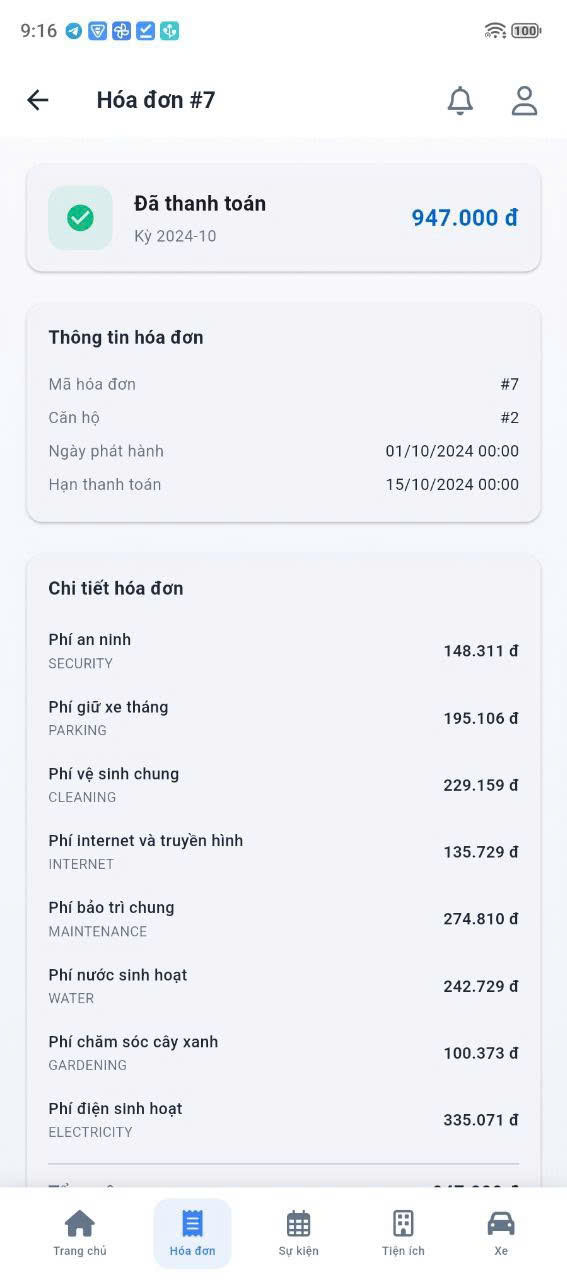 9:16
100
Hóa đơn #7
Đã thanh toán
947.000 đ
Kỳ 2024-10
Thông tin hóa đơn
Mã hóa đơn #7
Căn hộ #2
Ngày phát hành 01/10/2024 00:00
Hạn thanh toán 15/10/2024 00:00
Chi tiết hóa đơn
Phí an ninh
SECURITY
148.311 đ
Phí giữ xe tháng
PARKING
195.106 đ
Phí vệ sinh chung
CLEANING
229.159 đ
Phí internet và truyền hình
INTERNET
135.729 đ
Phí bảo trì chung
MAINTENANCE
274.810 đ
Phí nước sinh hoạt
WATER
242.729 đ
Phí chăm sóc cây xanh
GARDENING
100.373 đ
Phí điện sinh hoạt
ELECTRICITY
335.071 đ
Trang chủ
Hóa đơn
Sự kiện
Tiện ích
Xe